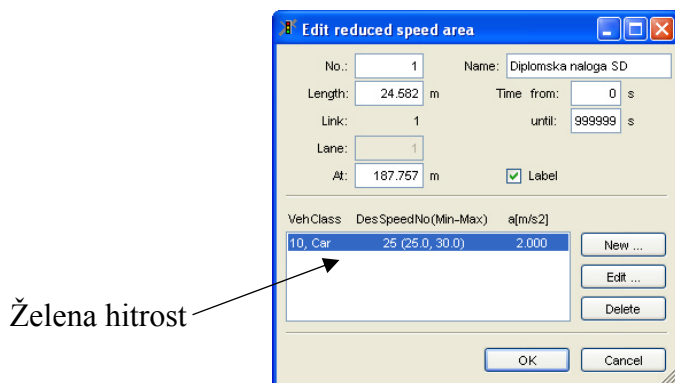 Edit reduced speed area
No.: 1 Name: Diplomska naloga SD
Length: 24.582 m Time from: 0 s
Link: 1 until: 999999 s
Lane: 1
At: 187.757 m Label
VehClass DesSpeedNo(Min-Max) a[m/s2]
10, Car 25 (25.0, 30.0) 2.000 New ...
Edit ...
Želena hitrost
Delete
OK Cancel